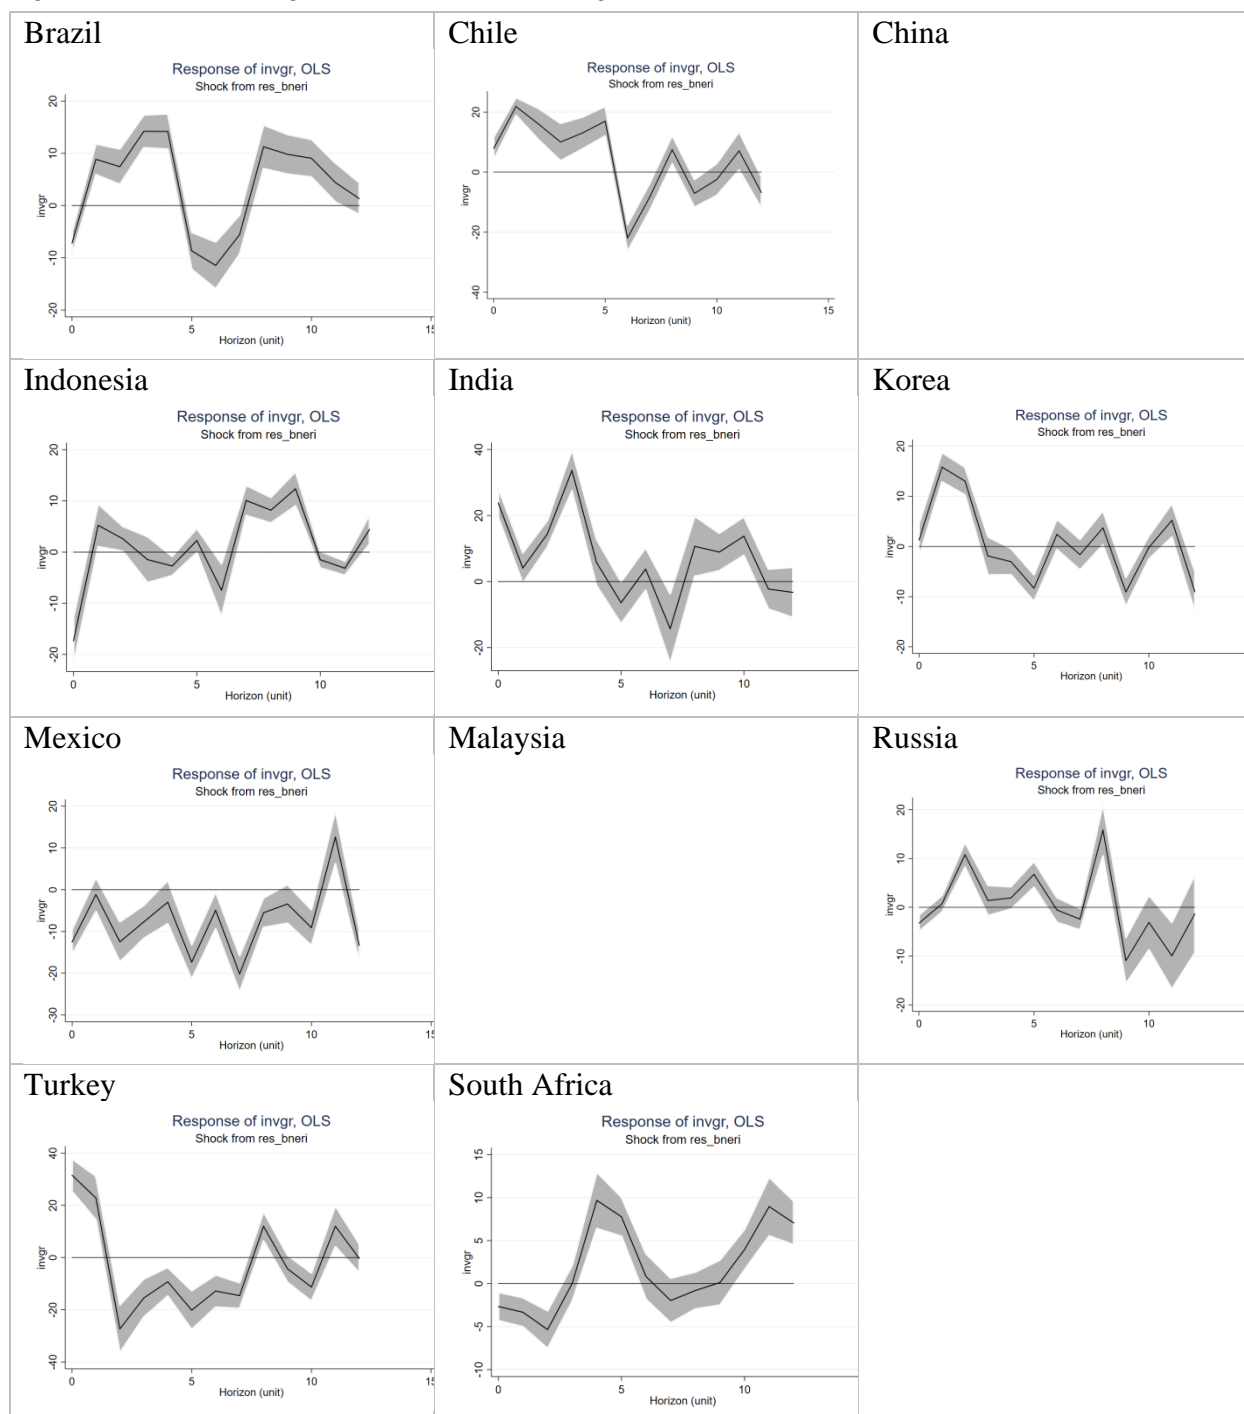 Brazil
Response of invgr, OLS
Shock from res_bneri
invgr
20
10
0
-10
-20
0
5
10
15
Horizon (unit)
Chile
Response of invgr, OLS
Shock from res_bneri
invgr
20
0
-20
-40
0
5
10
15
Horizon (unit)
China
Indonesia
Response of invgr, OLS
Shock from res_bneri
invgr
20
10
0
-10
-20
0
5
10
Horizon (unit)
India
Response of invgr, OLS
Shock from res_bneri
invgr
40
20
0
-20
0
5
10
Horizon (unit)
Korea
Response of invgr, OLS
Shock from res_bneri
invgr
20
10
0
-10
-20
0
5
10
Horizon (unit)
Mexico
Response of invgr, OLS
Shock from res_bneri
invgr
20
10
0
-10
-20
-30
0
5
10
15
Horizon (unit)
Malaysia
Russia
Response of invgr, OLS
Shock from res_bneri
invgr
20
10
0
-10
-20
0
5
10
Horizon (unit)
Turkey
Response of invgr, OLS
Shock from res_bneri
invgr
40
20
0
-20
-40
0
5
10
15
Horizon (unit)
South Africa
Response of invgr, OLS
Shock from res_bneri
invgr
15
10
5
0
-5
-10
0
5
10
Horizon (unit)